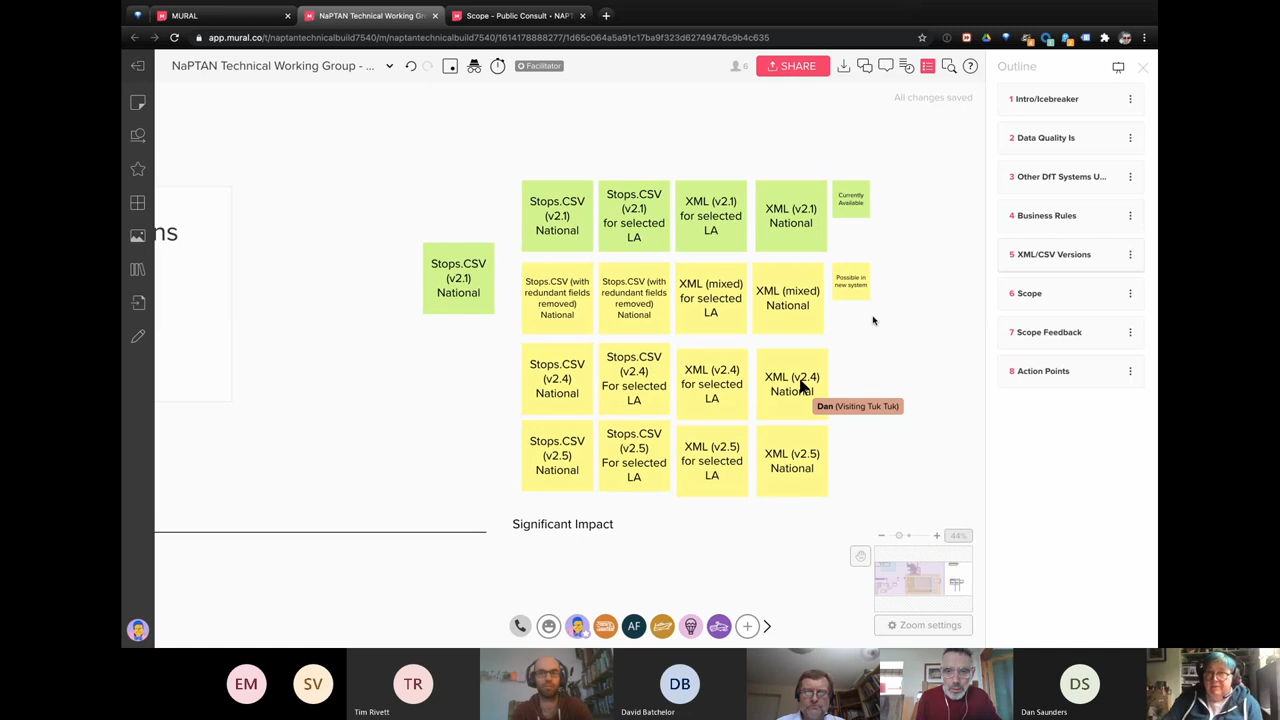 MURAL
NaPTAN Technical Working Gr
Scope - Public Consult • NAPT
app.mural.co/t/naptantechnicalbuild7540/m/naptantechnicalbuild7540/1614178888277/1d65c064a5a91c17ba9f323d62749476c9b4c635
NaPTAN Technical Working Group - ...
Facilitator
6
SHARE
Outline
All changes saved
1 Intro/Icebreaker
2 Data Quality Is
3 Other DfT Systems U...
4 Business Rules
5 XML/CSV Versions
6 Scope
7 Scope Feedback
8 Action Points
ns
Stops.CSV
(v2.1)
National
Stops.CSV
(v2.1)
National
Stops.CSV
(v2.1)
for selected
LA
XML (v2.1)
for selected
LA
XML (v2.1)
National
Currently
Available
Stops.CSV (with
redundant fields
removed)
National
Stops.CSV (with
redundant fields
removed)
National
XML (mixed)
for selected
LA
XML (mixed)
National
Possible in
new system
Stops.CSV
(v2.4)
National
Stops.CSV
(v2.4)
For selected
LA
XML (v2.4)
for selected
LA
XML (v2.4)
National
Dan (Visiting Tuk Tuk)
Stops.CSV
(v2.5)
National
Stops.CSV
(v2.5)
For selected
LA
XML (v2.5)
for selected
LA
XML (v2.5)
National
Significant Impact
44%
Zoom settings
AF
EM
SV
TR
Tim Rivett
DB
David Batchelor
DS
Dan Saunders